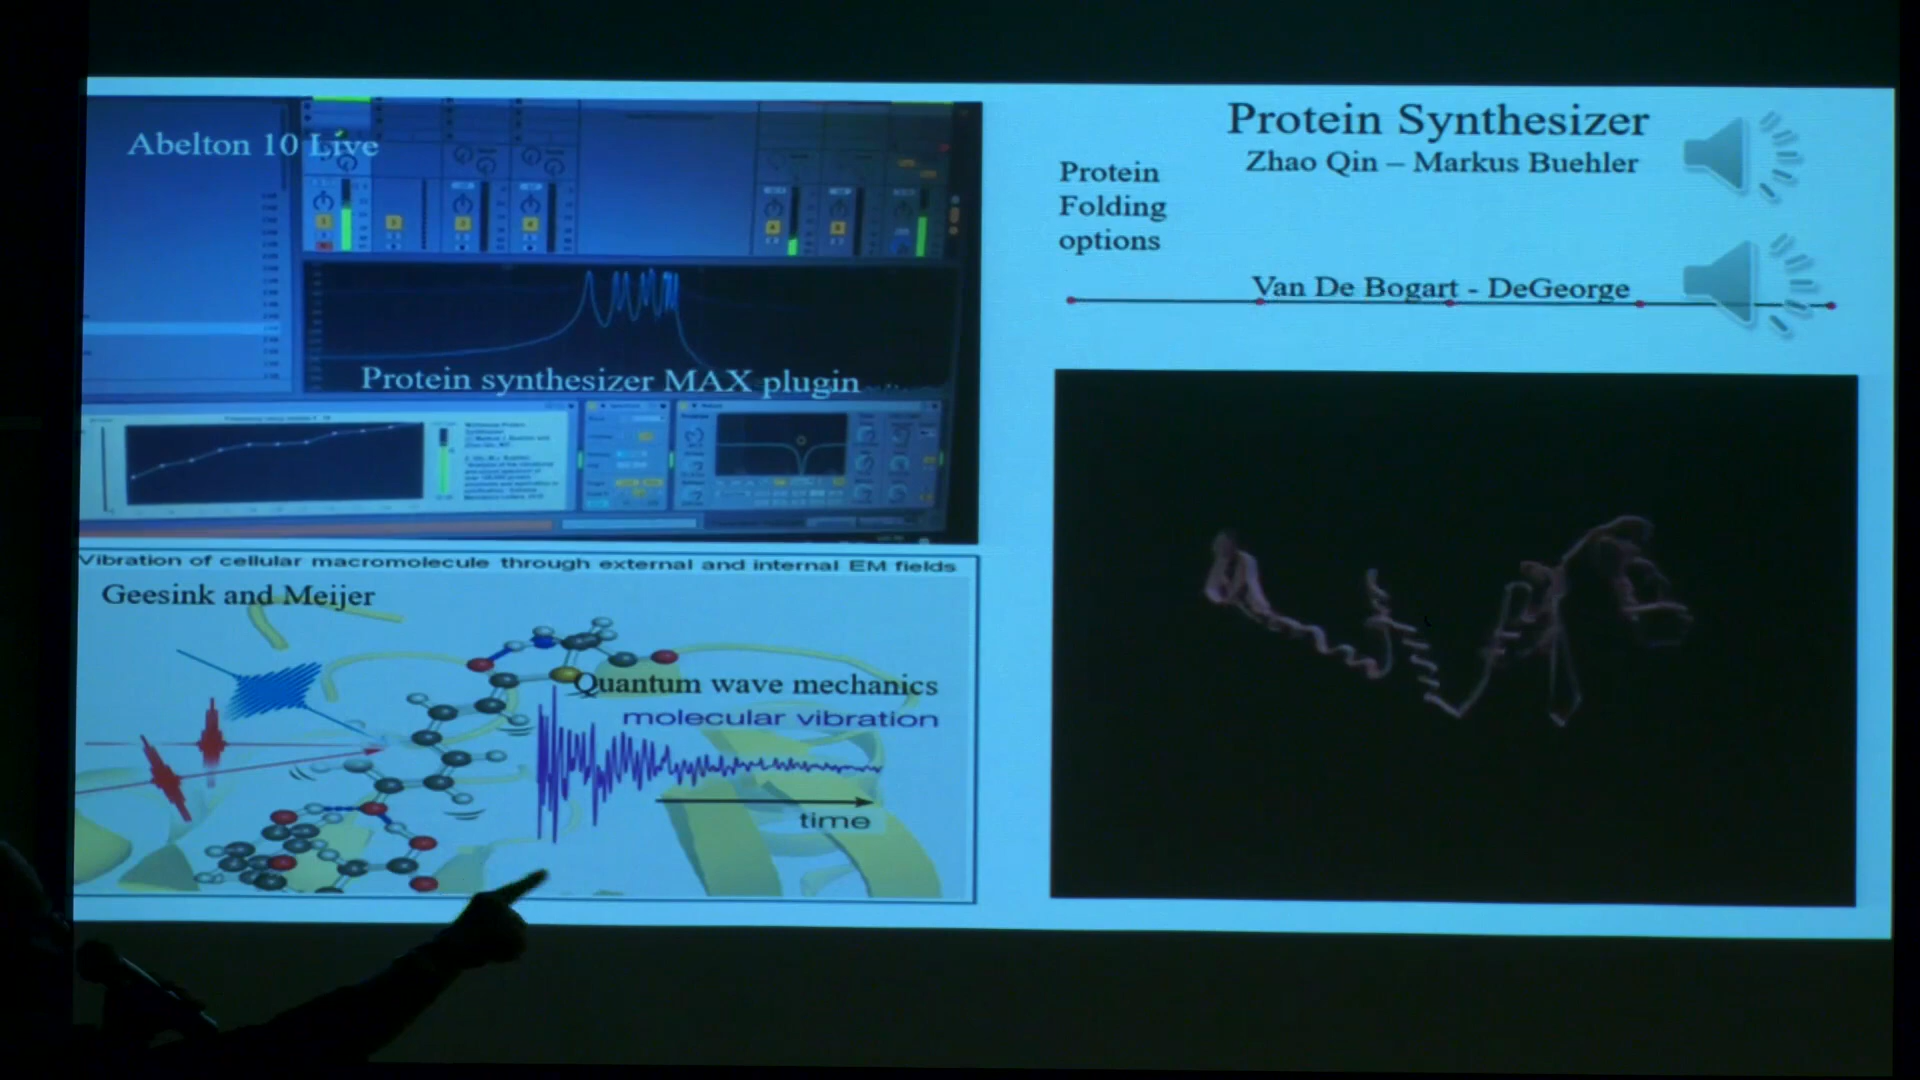 Abelton 10 Live
Protein synthesizer MAX plugin
Vibration of cellular macromolecule through external and internal EM fields
Geesink and Meijer
Quantum wave mechanics
molecular vibration
time
Protein Synthesizer
Zhao Qin – Markus Buehler
Protein
Folding
options
Van De Bogart - DeGeorge